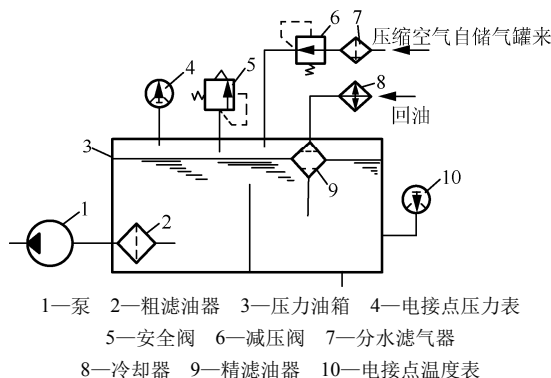 6
7
压缩空气自储气罐来
4
5
8
回油
3
9
10
1
2
1—泵 2—粗滤油器 3—压力油箱 4—电接点压力表
5—安全阀 6—减压阀 7—分水滤气器
8—冷却器 9—精滤油器 10—电接点温度表